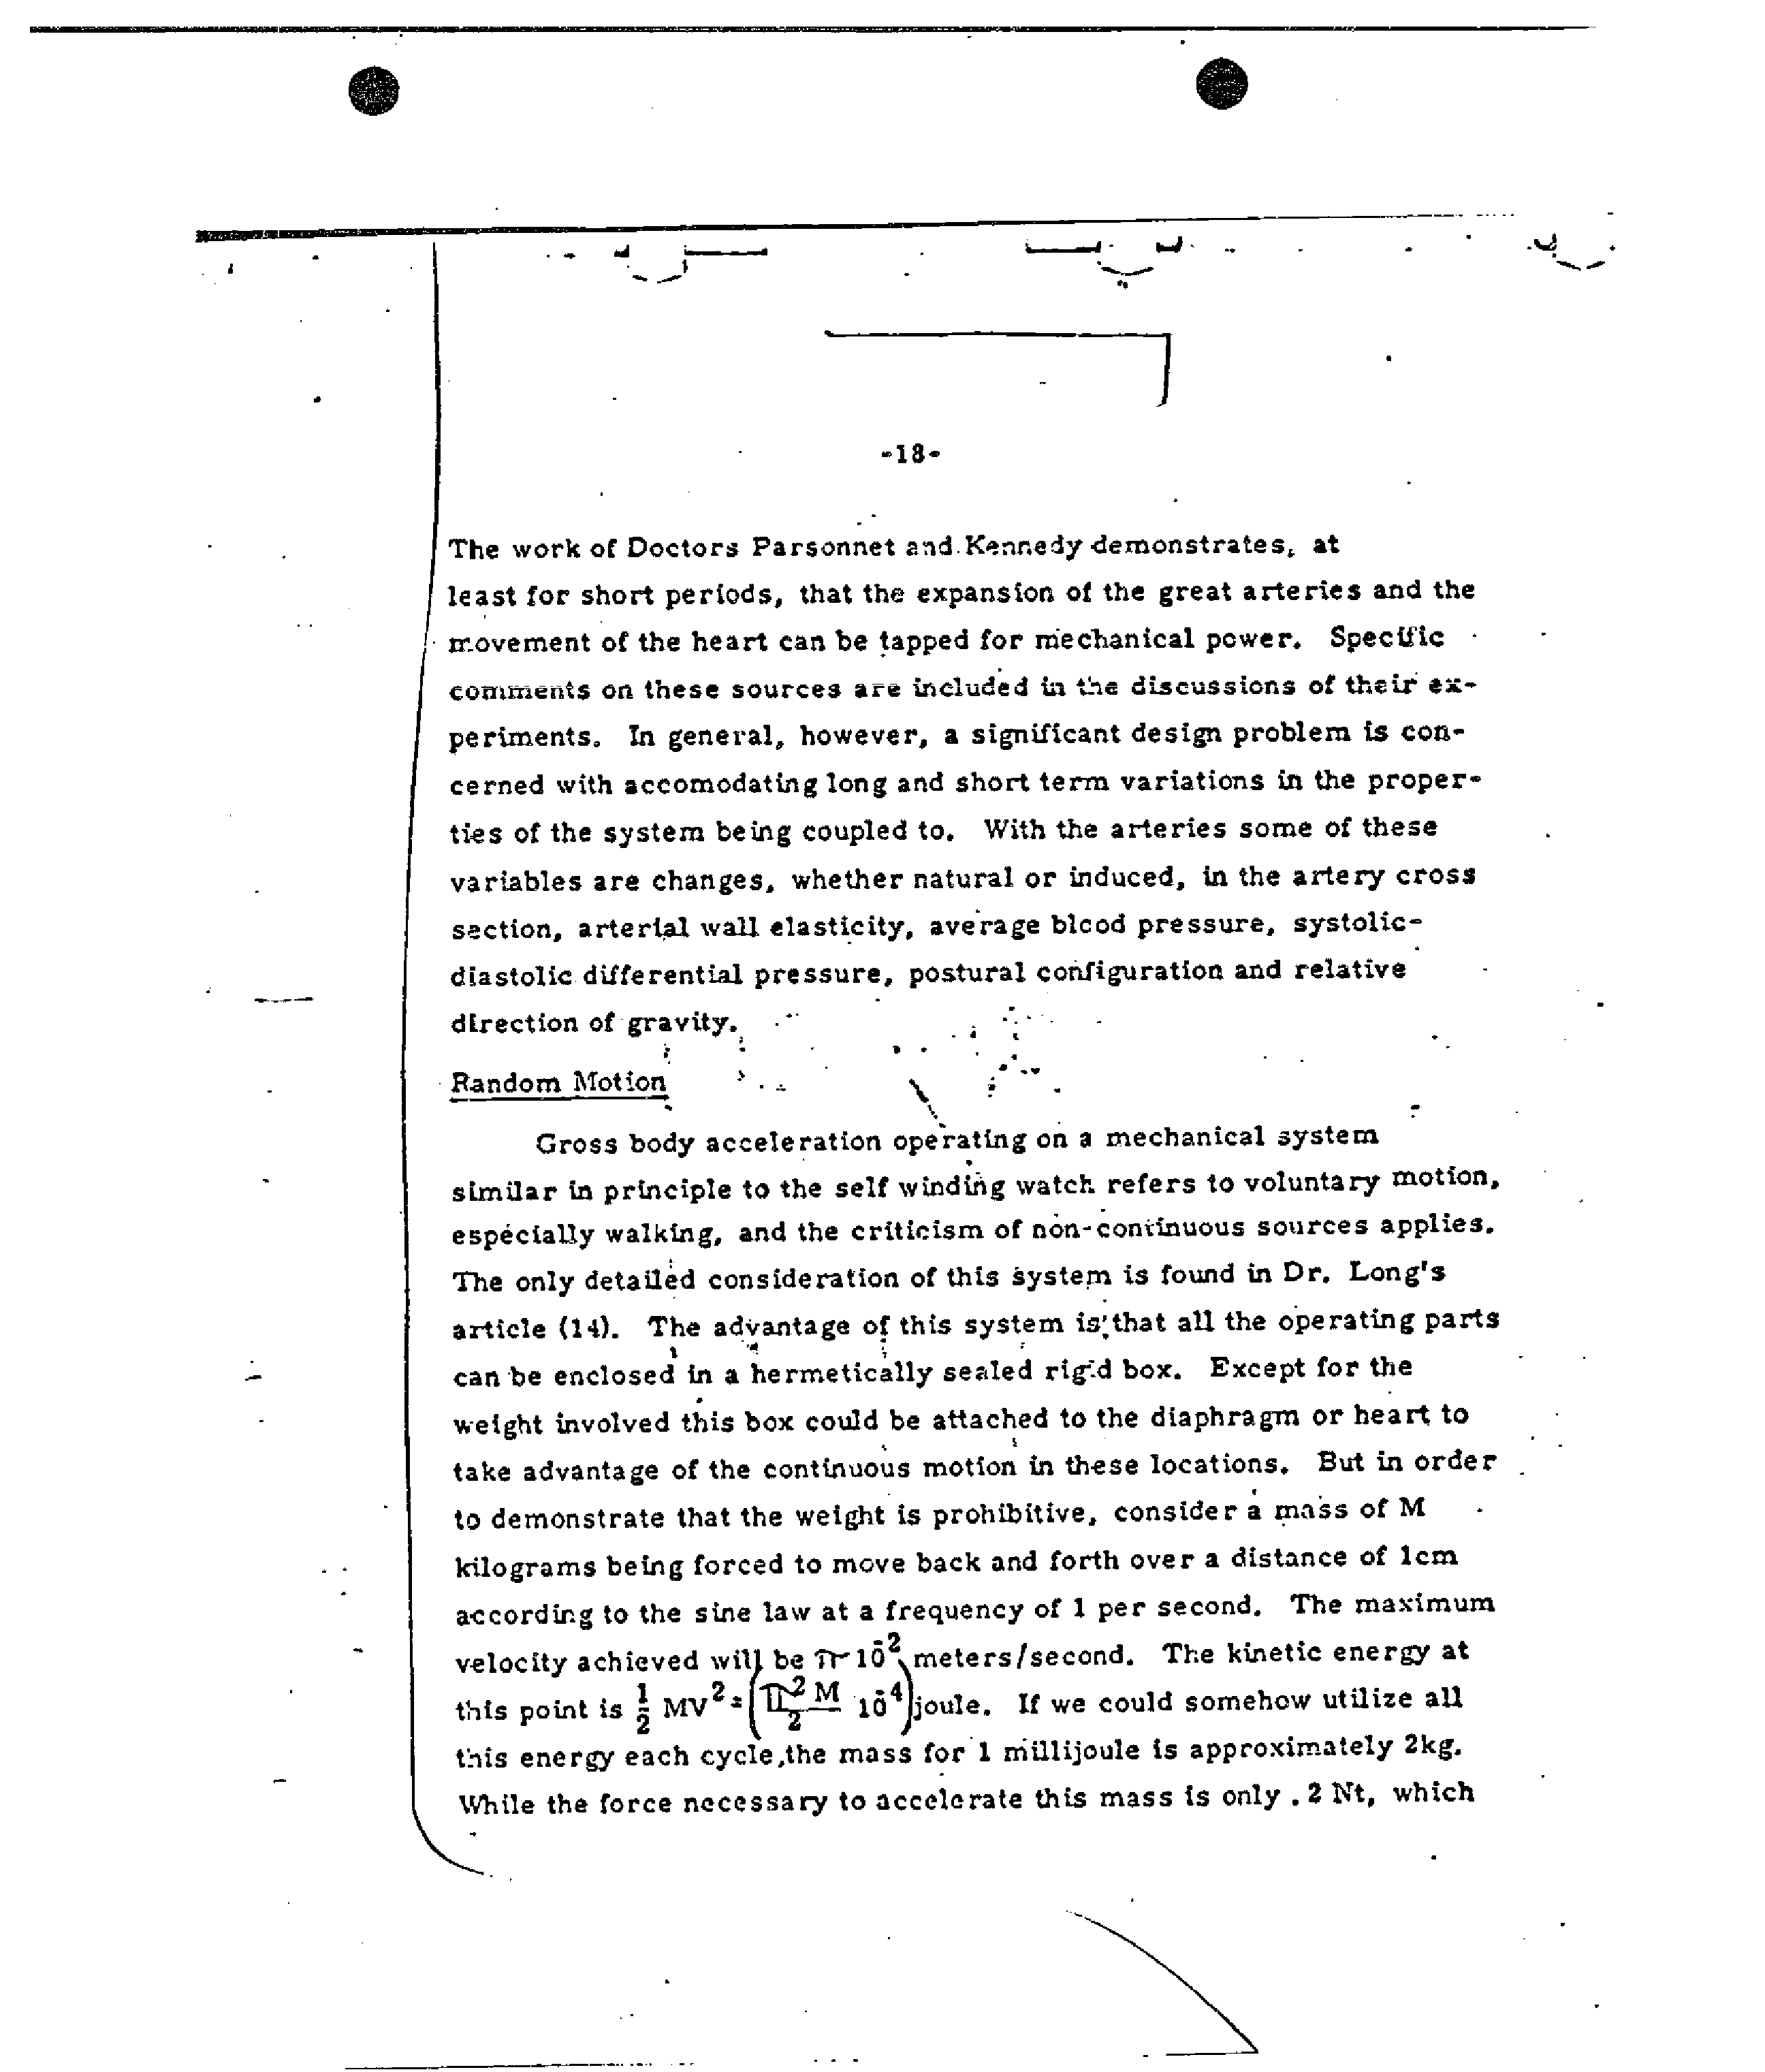 -18-
The work of Doctors Parsonnet and Kennedy demonstrates, at
least for short periods, that the expansion of the great arteries and the
movement of the heart can be tapped for mechanical power. Specific
comments on these sources are included in the discussions of their ex-
periments. In general, however, a significant design problem is con-
cerned with accomodating long and short term variations in the proper-
ties of the system being coupled to. With the arteries some of these
variables are changes, whether natural or induced, in the artery cross
section, arterial wall elasticity, average blood pressure, systolic-
diastolic differential pressure, postural configuration and relative
direction of gravity.
Random Motion
Gross body acceleration operating on a mechanical system
similar in principle to the self winding watch refers to voluntary motion,
especially walking, and the criticism of non-continuous sources applies.
The only detailed consideration of this system is found in Dr. Long's
article (14). The advantage of this system is that all the operating parts
can be enclosed in a hermetically sealed rigid box. Except for the
weight involved this box could be attached to the diaphragm or heart to
take advantage of the continuous motion in these locations. But in order
to demonstrate that the weight is prohibitive, consider a mass of M
kilograms being forced to move back and forth over a distance of 1cm
according to the sine law at a frequency of 1 per second. The maximum
velocity achieved will be π 10⁻² meters/second. The kinetic energy at
this point is ½ MV² = (π² M/2 10⁻⁴) joule. If we could somehow utilize all
this energy each cycle, the mass for 1 millijoule is approximately 2kg.
While the force necessary to accelerate this mass is only .2 Nt, which